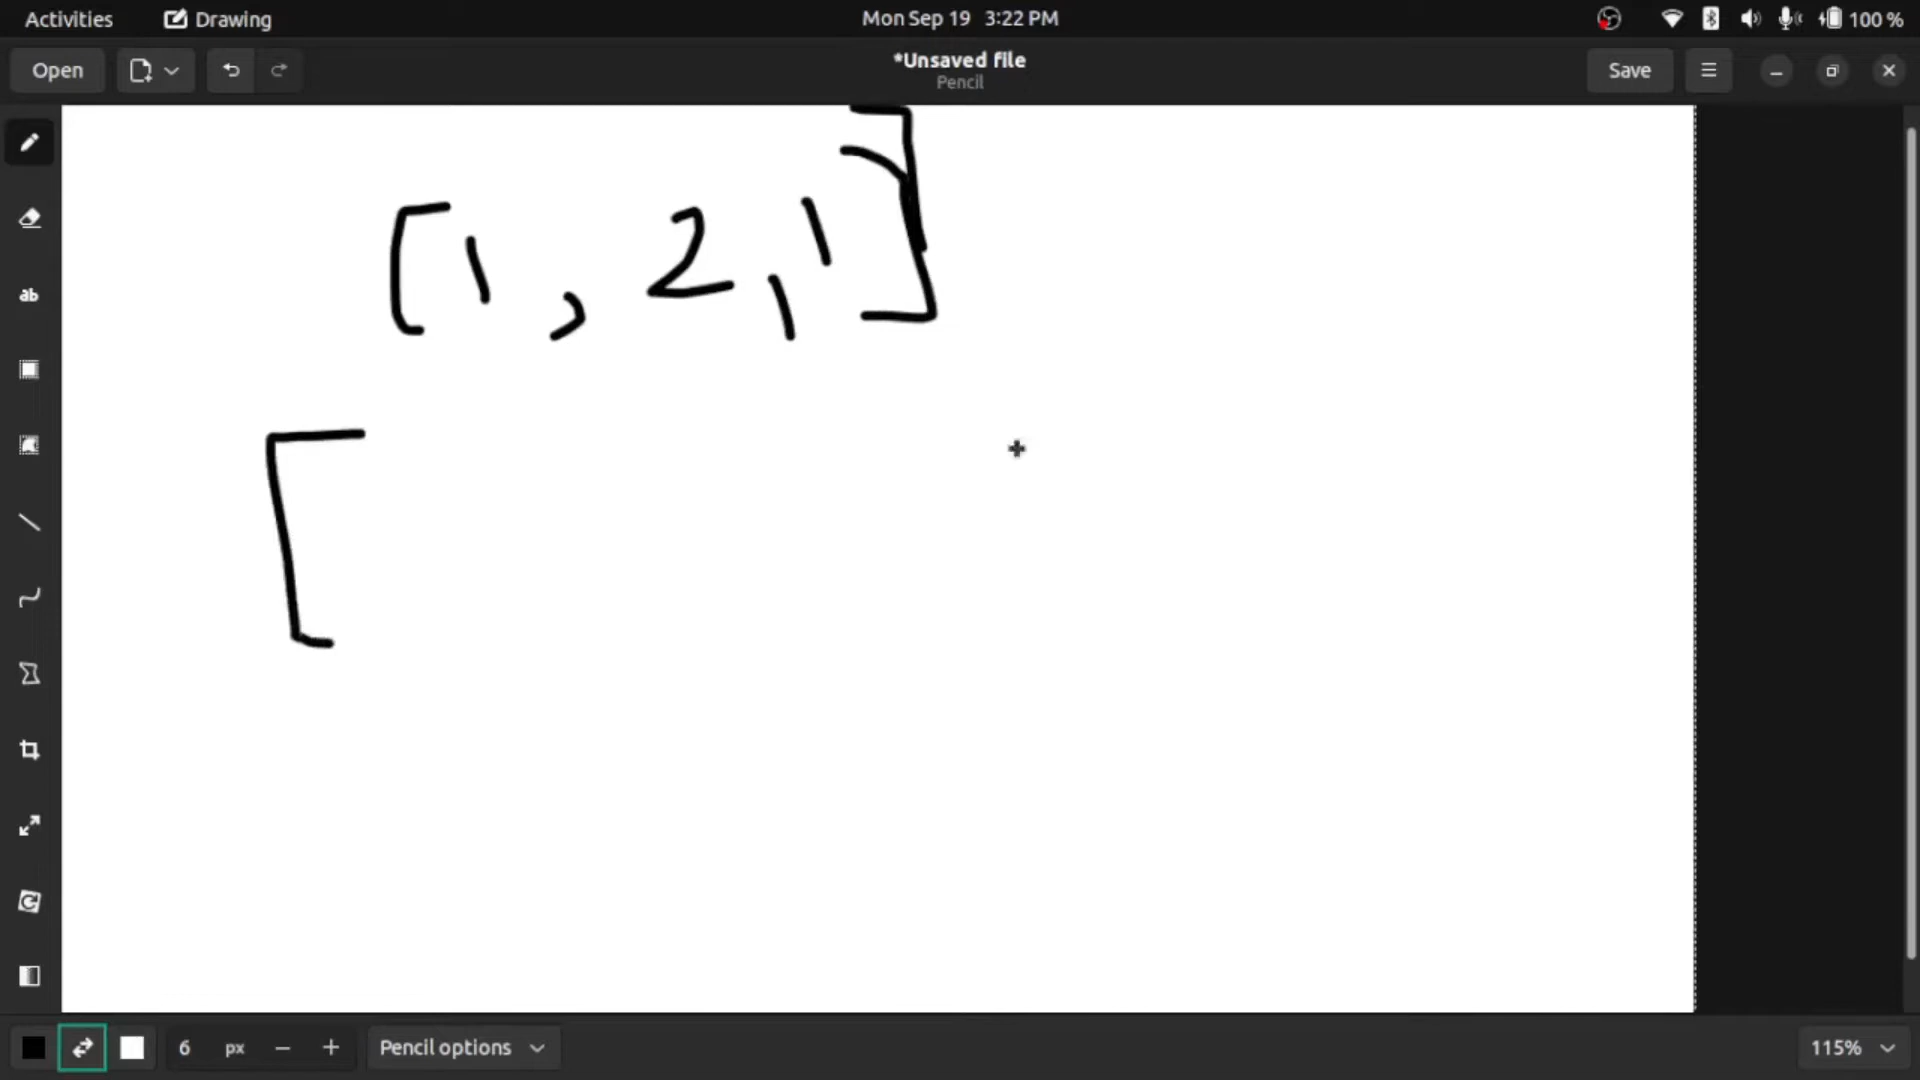 Activities Drawing Mon Sep 19 3:22 PM 100 %
Open *Unsaved file Save
Pencil
]
[1, 2, 1]
[
ab
6 px − + Pencil options 115%